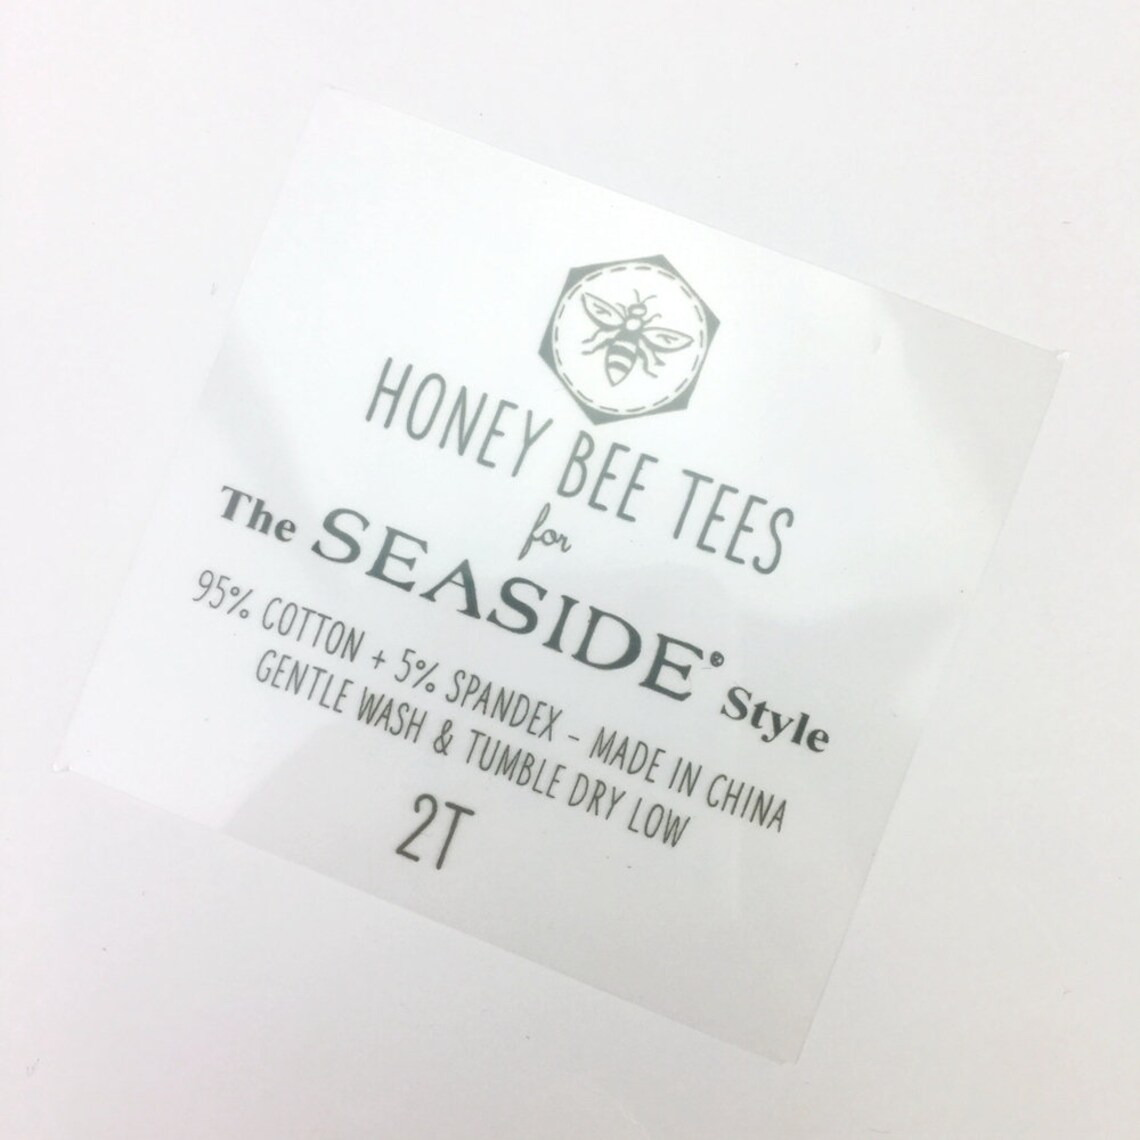 HONEY BEE TEES
for
The SEASIDE® Style
95% COTTON + 5% SPANDEX - MADE IN CHINA
GENTLE WASH & TUMBLE DRY LOW
2T